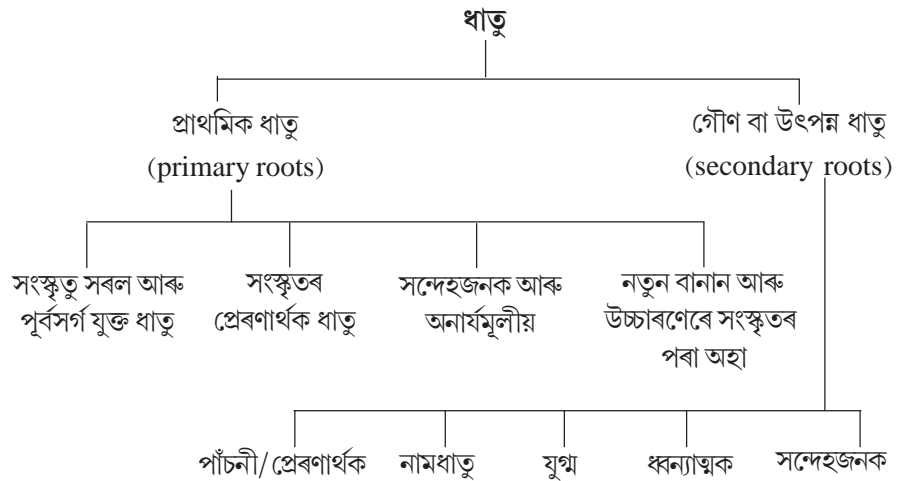 ধাতু
প্ৰাথমিক ধাতু
(primary roots)
গৌণ বা উৎপন্ন ধাতু
(secondary roots)
সংস্কৃতু সৰল আৰু
পূৰ্বসৰ্গ যুক্ত ধাতু
সংস্কৃতৰ
প্ৰেৰণাৰ্থক ধাতু
সন্দেহজনক আৰু
অনাৰ্যমূলীয়
নতুন বানান আৰু
উচ্চাৰণেৰে সংস্কৃতৰ
পৰা অহা
পাঁচনী/প্ৰেৰণাৰ্থক
নামধাতু
যুগ্ম
ধ্বন্যাত্মক
সন্দেহজনক